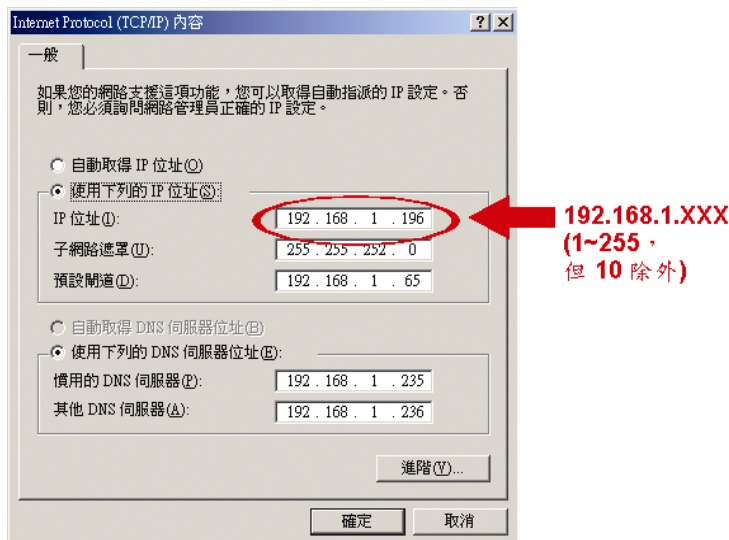 Internet Protocol (TCP/IP) 內容
一般
如果您的網路支援這項功能，您可以取得自動指派的 IP 設定。否
則，您必須詢問網路管理員正確的 IP 設定。
自動取得 IP 位址(O)
使用下列的 IP 位址(S):
IP 位址(I): 192 . 168 . 1 . 196
子網路遮罩(U): 255 . 255 . 252 . 0
預設閘道(D): 192 . 168 . 1 . 65
自動取得 DNS 伺服器位址(B)
使用下列的 DNS 伺服器位址(E):
慣用的 DNS 伺服器(P): 192 . 168 . 1 . 235
其他 DNS 伺服器(A): 192 . 168 . 1 . 236
進階(V)...
確定 取消
192.168.1.XXX
(1~255，
但 10 除外)